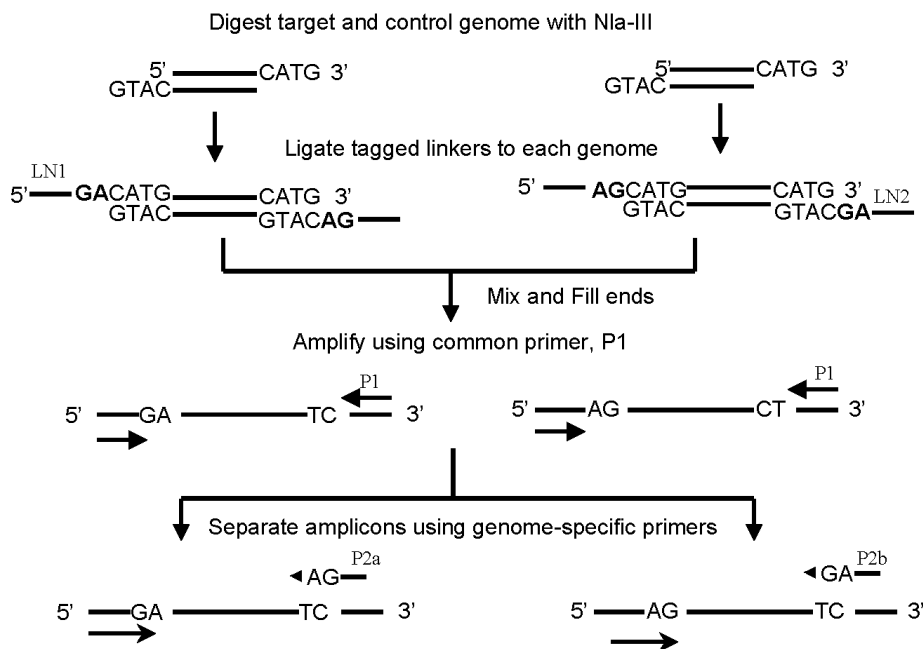 Digest target and control genome with Nla-III
5’ CATG 3’ 5’ CATG 3’
GTAC GTAC
Ligate tagged linkers to each genome
LN1
5’ GACATG CATG 3’ 5’ AGCATG CATG 3’
GTAC GTACAG GTAC GTACGA LN2
Mix and Fill ends
Amplify using common primer, P1
P1 P1
5’ GA TC 3’ 5’ AG CT 3’
Separate amplicons using genome-specific primers
AG P2a GA P2b
5’ GA TC 3’ 5’ AG TC 3’